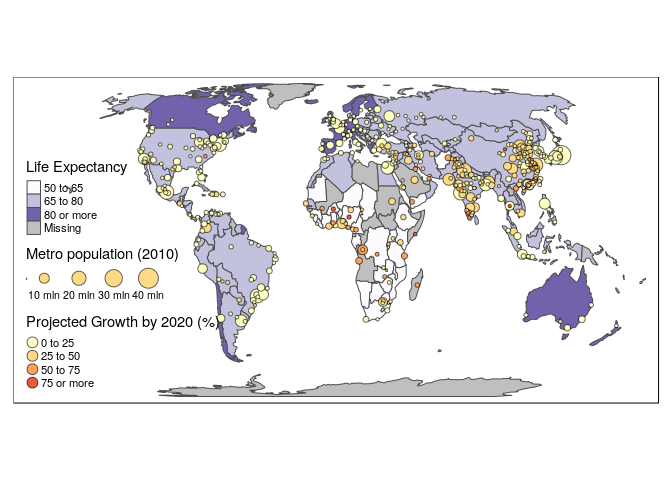 Life Expectancy
50 to 65
65 to 80
80 or more
Missing
Metro population (2010)
10 mln 20 mln 30 mln 40 mln
Projected Growth by 2020 (%)
0 to 25
25 to 50
50 to 75
75 or more